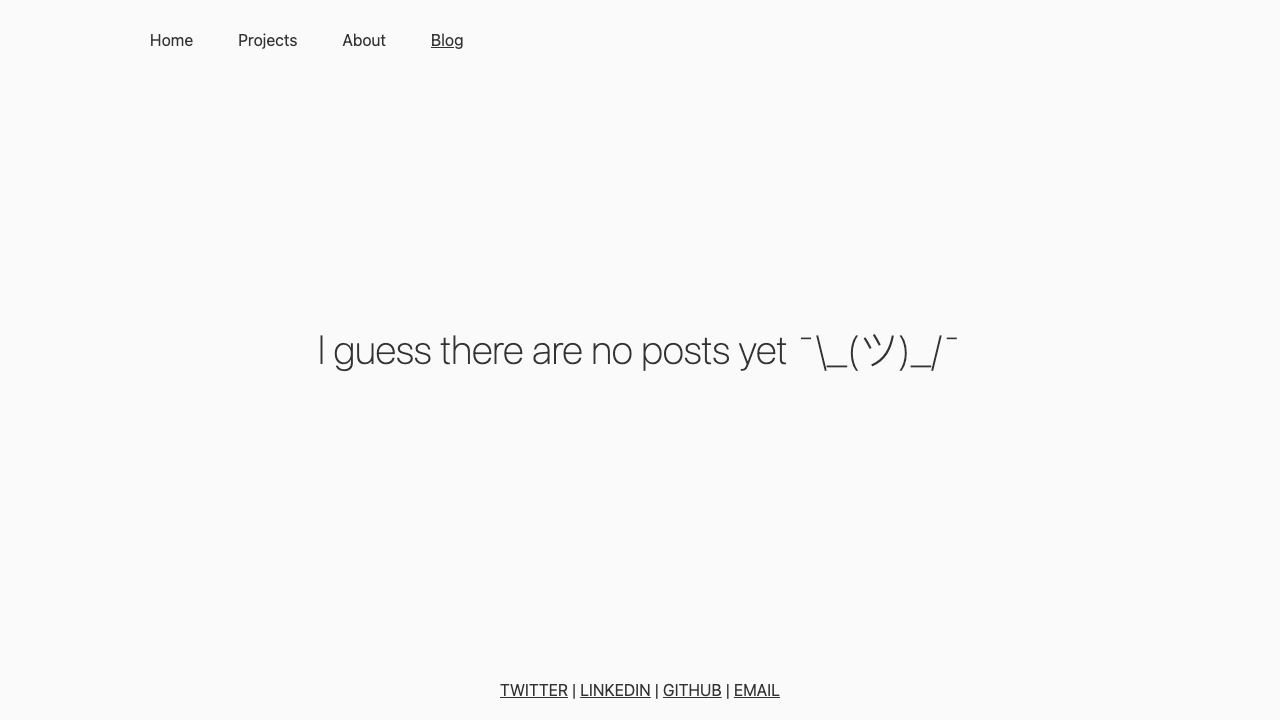 Home Projects About Blog
I guess there are no posts yet ¯\_(ツ)_/¯
TWITTER | LINKEDIN | GITHUB | EMAIL